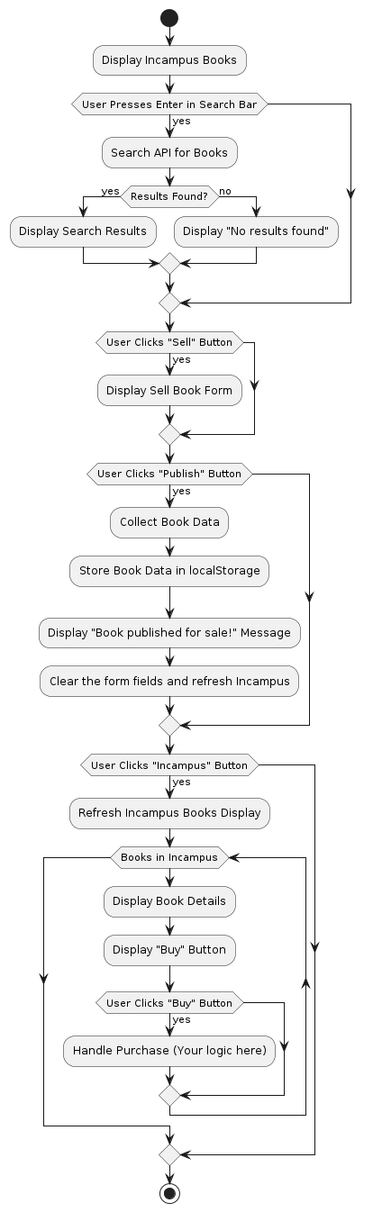 Display Incampus Books
User Presses Enter in Search Bar
yes
Search API for Books
yes
Results Found?
no
Display Search Results
Display "No results found"
User Clicks "Sell" Button
yes
Display Sell Book Form
User Clicks "Publish" Button
yes
Collect Book Data
Store Book Data in localStorage
Display "Book published for sale!" Message
Clear the form fields and refresh Incampus
User Clicks "Incampus" Button
yes
Refresh Incampus Books Display
Books in Incampus
Display Book Details
Display "Buy" Button
User Clicks "Buy" Button
yes
Handle Purchase (Your logic here)